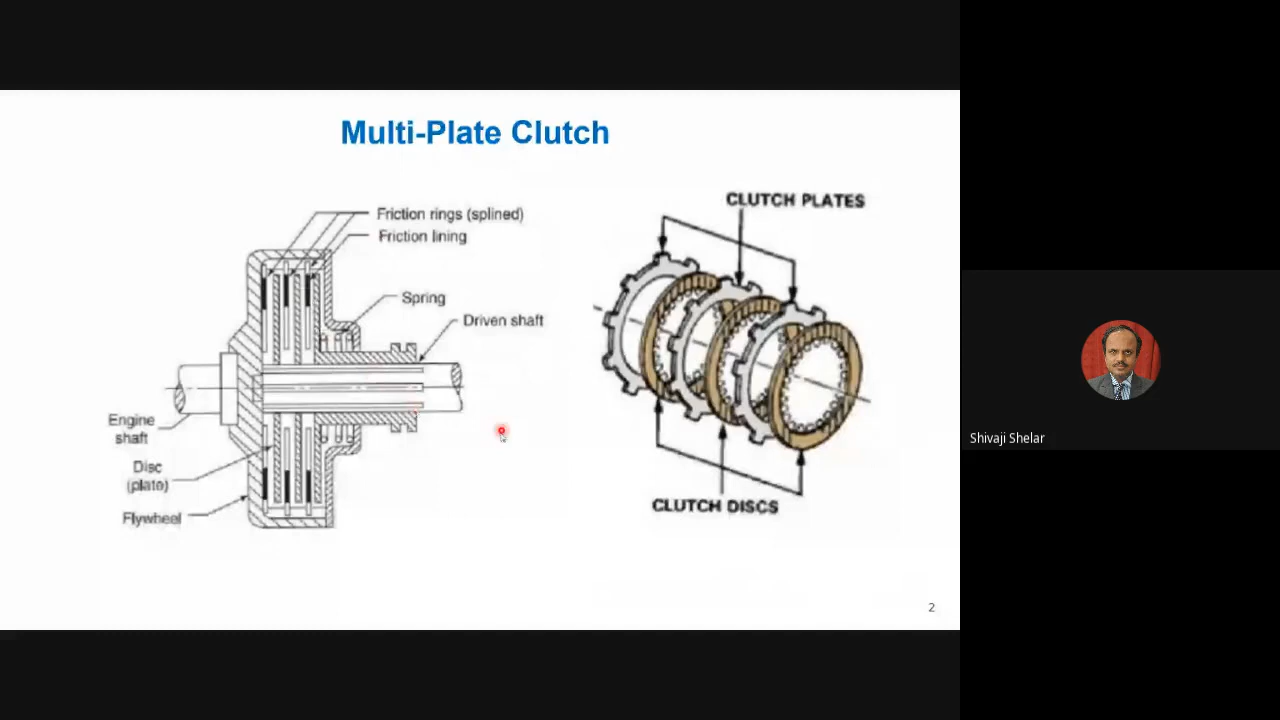 Multi-Plate Clutch
Friction rings (splined)
Friction lining
Spring
Driven shaft
Engine
shaft
Disc
(plate)
Flywheel
CLUTCH PLATES
CLUTCH DISCS
2
Shivaji Shelar